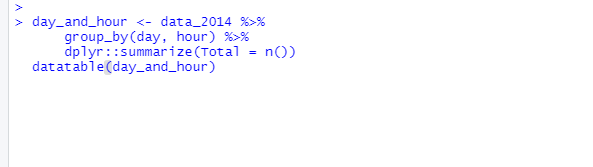 >
> day_and_hour <- data_2014 %>%
group_by(day, hour) %>%
dplyr::summarize(Total = n())
datatable(day_and_hour)